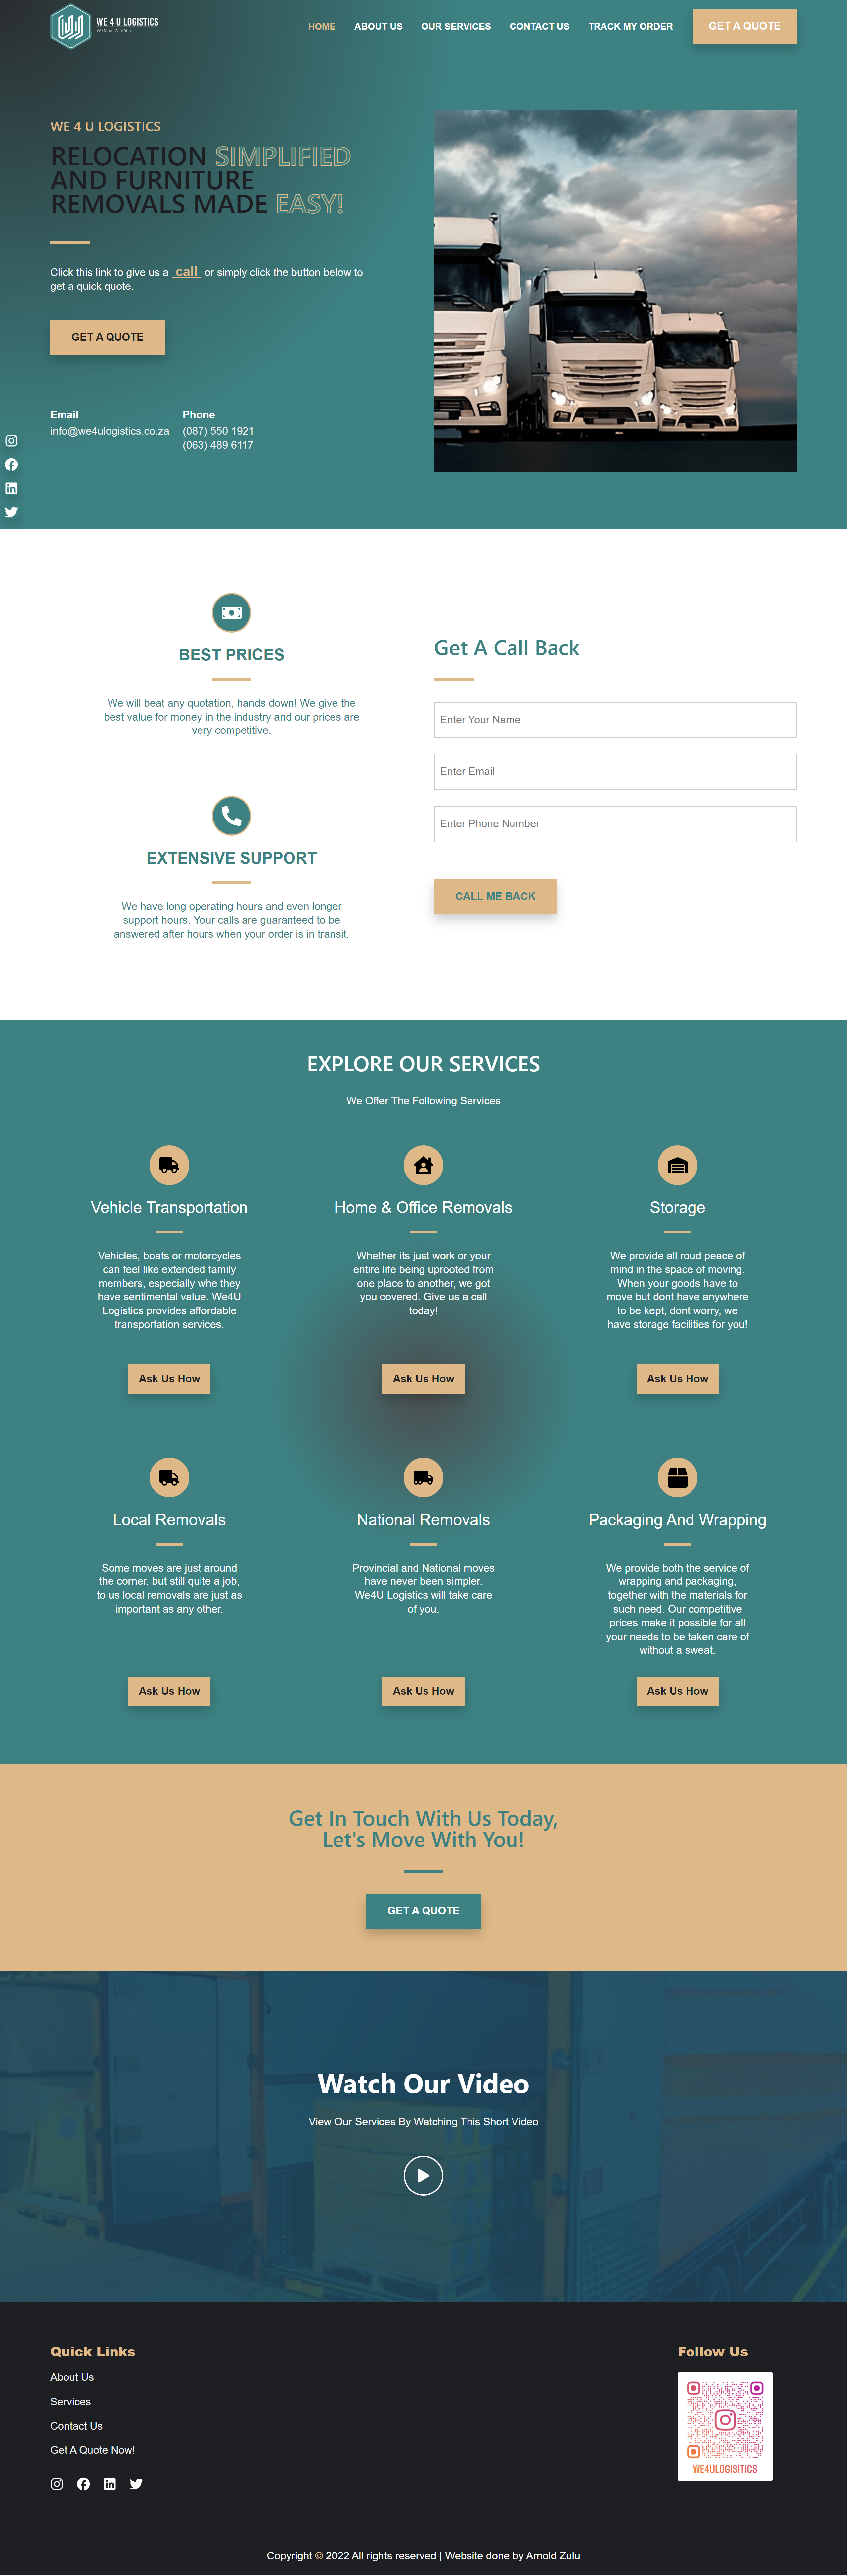 WE 4 U LOGISTICS
We Move With You
HOME
ABOUT US
OUR SERVICES
CONTACT US
TRACK MY ORDER
GET A QUOTE
WE 4 U LOGISTICS
RELOCATION SIMPLIFIED
AND FURNITURE
REMOVALS MADE EASY!
Click this link to give us a call or simply click the button below to
get a quick quote.
GET A QUOTE
Email
info@we4ulogistics.co.za
Phone
(087) 550 1921
(063) 489 6117
BEST PRICES
We will beat any quotation, hands down! We give the
best value for money in the industry and our prices are
very competitive.
EXTENSIVE SUPPORT
We have long operating hours and even longer
support hours. Your calls are guaranteed to be
answered after hours when your order is in transit.
Get A Call Back
Enter Your Name
Enter Email
Enter Phone Number
CALL ME BACK
EXPLORE OUR SERVICES
We Offer The Following Services
Vehicle Transportation
Vehicles, boats or motorcycles
can feel like extended family
members, especially whe they
have sentimental value. We4U
Logistics provides affordable
transportation services.
Ask Us How
Home & Office Removals
Whether its just work or your
entire life being uprooted from
one place to another, we got
you covered. Give us a call
today!
Ask Us How
Storage
We provide all roud peace of
mind in the space of moving.
When your goods have to
move but dont have anywhere
to be kept, dont worry, we
have storage facilities for you!
Ask Us How
Local Removals
Some moves are just around
the corner, but still quite a job,
to us local removals are just as
important as any other.
Ask Us How
National Removals
Provincial and National moves
have never been simpler.
We4U Logistics will take care
of you.
Ask Us How
Packaging And Wrapping
We provide both the service of
wrapping and packaging,
together with the materials for
such need. Our competitive
prices make it possible for all
your needs to be taken care of
without a sweat.
Ask Us How
Get In Touch With Us Today,
Let's Move With You!
GET A QUOTE
Watch Our Video
View Our Services By Watching This Short Video
Quick Links
About Us
Services
Contact Us
Get A Quote Now!
Follow Us
WE4ULOGISITICS
Copyright © 2022 All rights reserved | Website done by Arnold Zulu